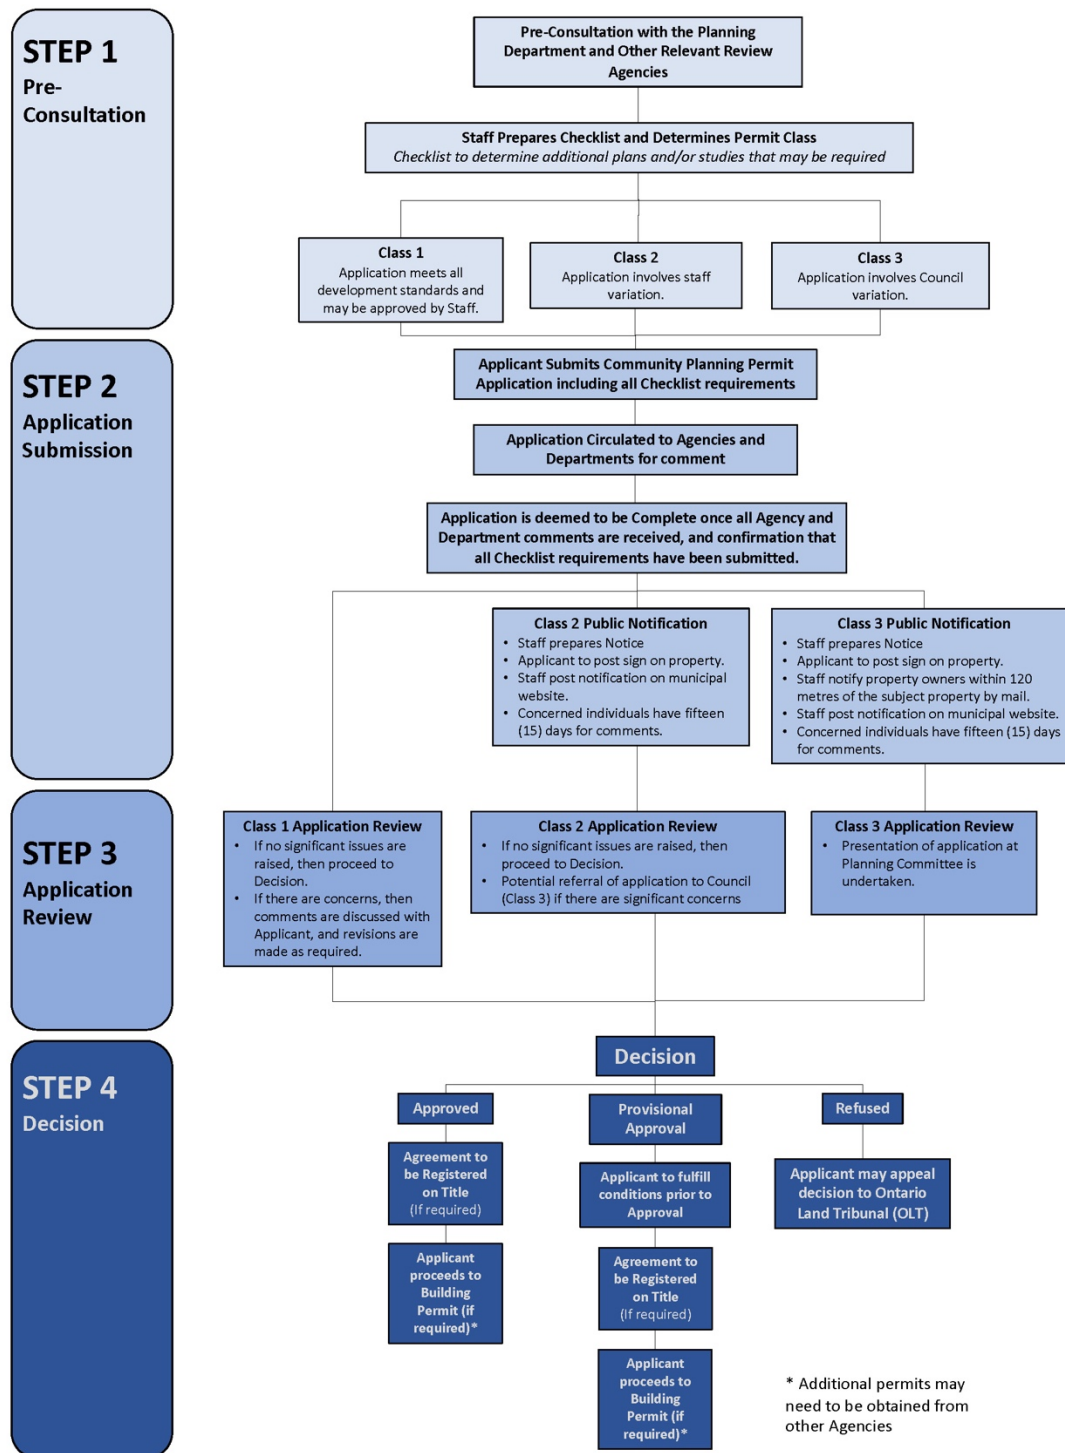 STEP 1
Pre-
Consultation
Pre-Consultation with the Planning
Department and Other Relevant Review
Agencies
Staff Prepares Checklist and Determines Permit Class
Checklist to determine additional plans and/or studies that may be required
Class 1
Application meets all
development standards and
may be approved by Staff.
Class 2
Application involves staff
variation.
Class 3
Application involves Council
variation.
STEP 2
Application
Submission
Applicant Submits Community Planning Permit
Application including all Checklist requirements
Application Circulated to Agencies and
Departments for comment
Application is deemed to be Complete once all Agency and
Department comments are received, and confirmation that
all Checklist requirements have been submitted.
Class 2 Public Notification
• Staff prepares Notice
• Applicant to post sign on property.
• Staff post notification on municipal
website.
• Concerned individuals have fifteen
(15) days for comments.
Class 3 Public Notification
• Staff prepares Notice
• Applicant to post sign on property.
• Staff notify property owners within 120
metres of the subject property by mail.
• Staff post notification on municipal website.
• Concerned individuals have fifteen (15) days
for comments.
STEP 3
Application
Review
Class 1 Application Review
• If no significant issues are
raised, then proceed to
Decision.
• If there are concerns, then
comments are discussed with
Applicant, and revisions are
made as required.
Class 2 Application Review
• If no significant issues are raised, then
proceed to Decision.
• Potential referral of application to Council
(Class 3) if there are significant concerns
Class 3 Application Review
• Presentation of application at
Planning Committee is
undertaken.
STEP 4
Decision
Decision
Approved
Agreement to
be Registered
on Title
(If required)
Applicant
proceeds to
Building
Permit (if
required)*
Provisional
Approval
Applicant to fulfill
conditions prior to
Approval
Agreement to
be Registered
on Title
(If required)
Applicant
proceeds to
Building
Permit (if
required)*
Refused
Applicant may appeal
decision to Ontario
Land Tribunal (OLT)
* Additional permits may
need to be obtained from
other Agencies